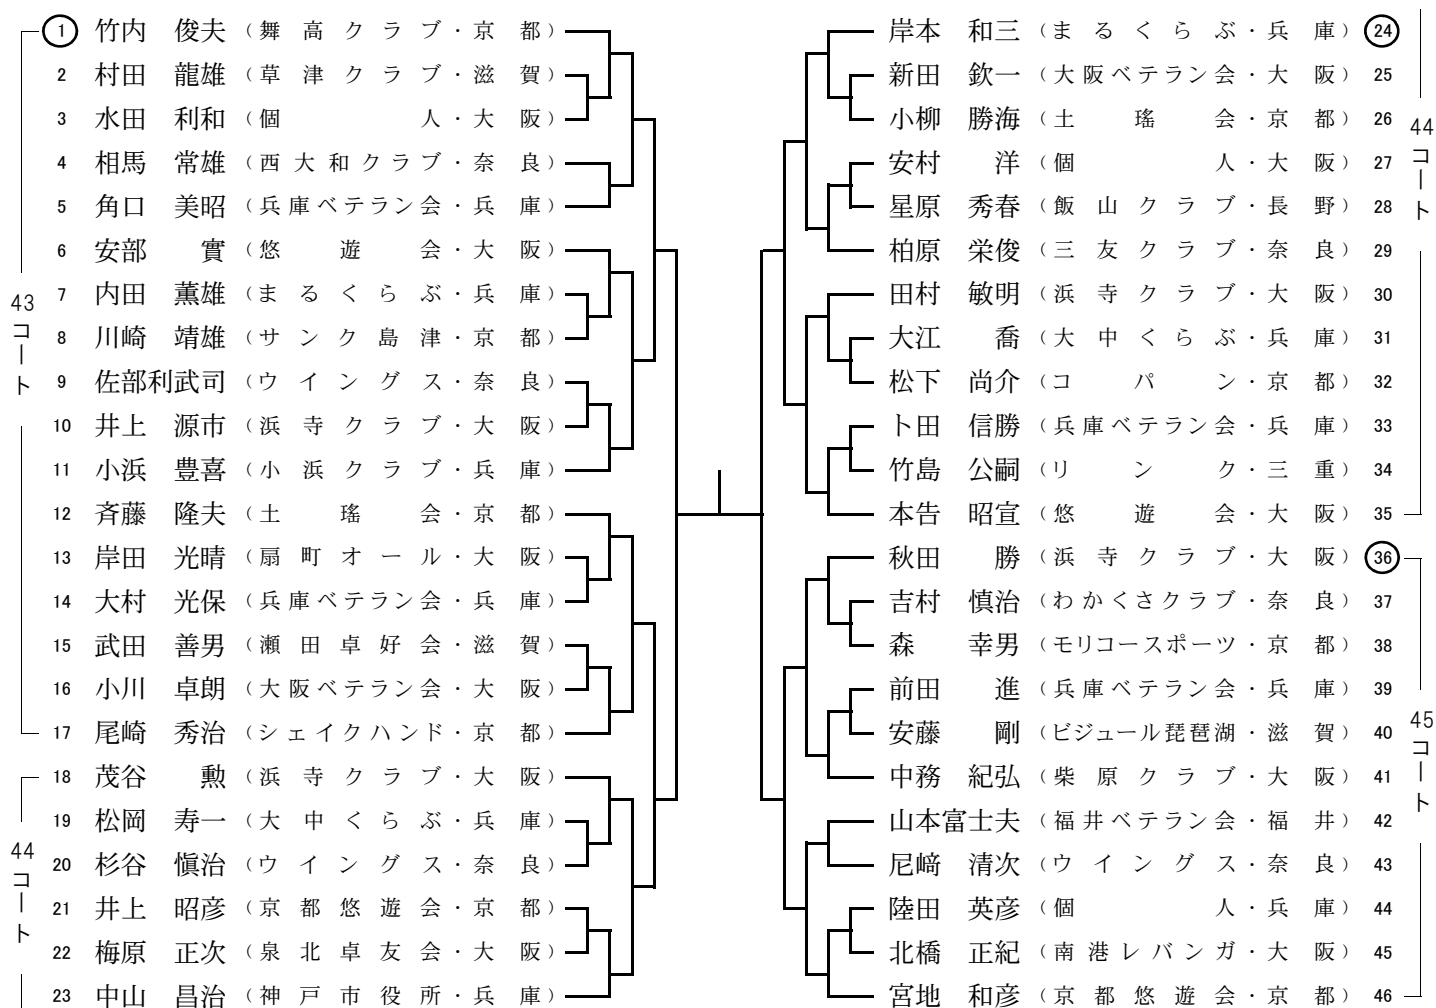 1 竹内 俊夫 (舞高クラブ・京都)
2 村田 龍雄 (草津クラブ・滋賀)
3 水田 利和 (個人・大阪)
4 相馬 常雄 (西大和クラブ・奈良)
5 角口 美昭 (兵庫ベテラン会・兵庫)
6 安部 實 (悠遊会・大阪)
7 内田 薫雄 (まるくらぶ・兵庫)
8 川崎 靖雄 (サンク島津・京都)
9 佐部利武司 (ウイングス・奈良)
10 井上 源市 (浜寺クラブ・大阪)
11 小浜 豊喜 (小浜クラブ・兵庫)
12 斉藤 隆夫 (土瑤会・京都)
13 岸田 光晴 (扇町オール・大阪)
14 大村 光保 (兵庫ベテラン会・兵庫)
15 武田 善男 (瀬田卓好会・滋賀)
16 小川 卓朗 (大阪ベテラン会・大阪)
17 尾崎 秀治 (シェイクハンド・京都)
43コート
18 茂谷 勲 (浜寺クラブ・大阪)
19 松岡 寿一 (大中くらぶ・兵庫)
20 杉谷 愼治 (ウイングス・奈良)
21 井上 昭彦 (京都悠遊会・京都)
22 梅原 正次 (泉北卓友会・大阪)
23 中山 昌治 (神戸市役所・兵庫)
44コート
岸本 和三 (まるくらぶ・兵庫) 24
新田 欽一 (大阪ベテラン会・大阪) 25
小柳 勝海 (土瑤会・京都) 26
安村 洋 (個人・大阪) 27
星原 秀春 (飯山クラブ・長野) 28
柏原 栄俊 (三友クラブ・奈良) 29
田村 敏明 (浜寺クラブ・大阪) 30
大江 喬 (大中くらぶ・兵庫) 31
松下 尚介 (コパン・京都) 32
卜田 信勝 (兵庫ベテラン会・兵庫) 33
竹島 公嗣 (リンク・三重) 34
本告 昭宣 (悠遊会・大阪) 35
44コート
秋田 勝 (浜寺クラブ・大阪) 36
吉村 慎治 (わかくさクラブ・奈良) 37
森 幸男 (モリコースポーツ・京都) 38
前田 進 (兵庫ベテラン会・兵庫) 39
安藤 剛 (ビジュール琵琶湖・滋賀) 40
中務 紀弘 (柴原クラブ・大阪) 41
山本富士夫 (福井ベテラン会・福井) 42
尼﨑 清次 (ウイングス・奈良) 43
陸田 英彦 (個人・兵庫) 44
北橋 正紀 (南港レバンガ・大阪) 45
宮地 和彦 (京都悠遊会・京都) 46
45コート